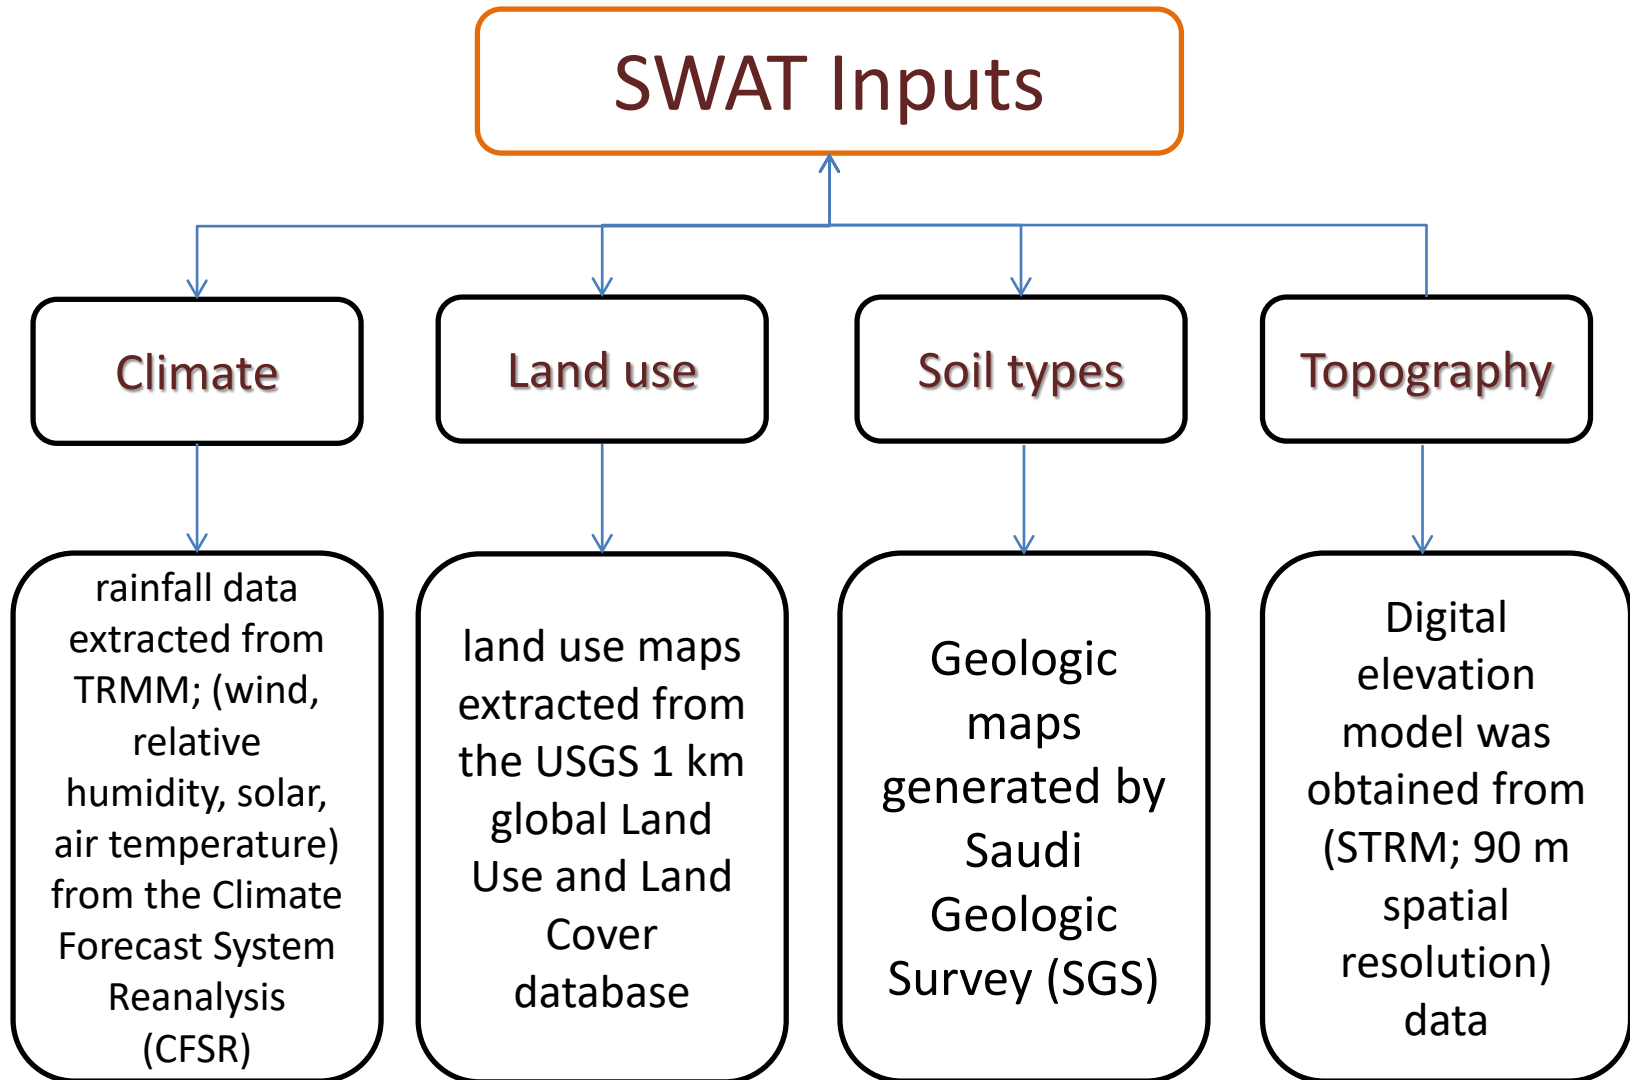 SWAT Inputs
Climate
Land use
Soil types
Topography
rainfall data
extracted from
TRMM; (wind,
relative
humidity, solar,
air temperature)
from the Climate
Forecast System
Reanalysis
(CFSR)
land use maps
extracted from
the USGS 1 km
global Land
Use and Land
Cover
database
Geologic
maps
generated by
Saudi
Geologic
Survey (SGS)
Digital
elevation
model was
obtained from
(STRM; 90 m
spatial
resolution)
data